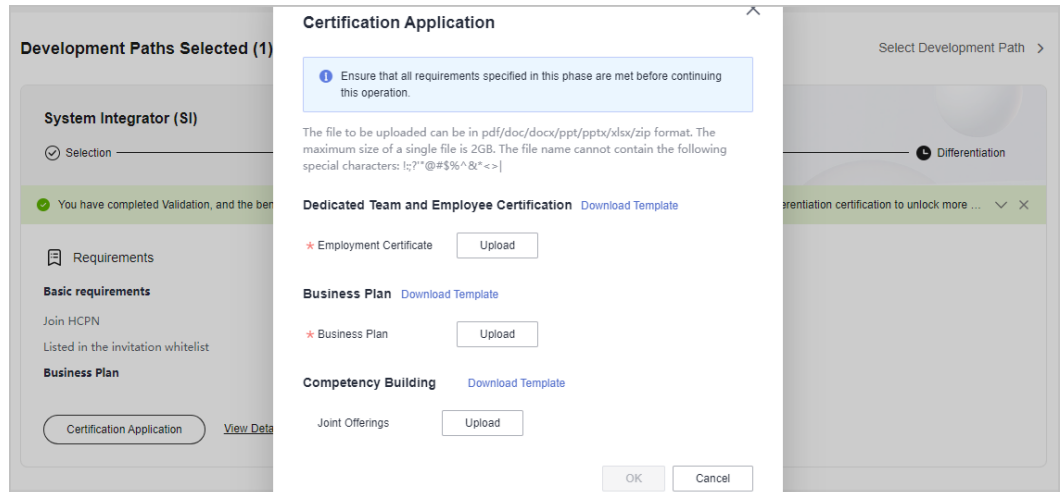 Certification Application
Development Paths Selected (1)
Select Development Path
Ensure that all requirements specified in this phase are met before continuing
this operation.
System Integrator (SI)
The file to be uploaded can be in pdf/doc/docx/ppt/pptx/xlsx/zip format. The
maximum size of a single file is 2GB. The file name cannot contain the following
special characters: !:;?'"@#$%^&*<>|
Selection
Differentiation
You have completed Validation, and the ben
erentiation certification to unlock more ...
Dedicated Team and Employee Certification Download Template
* Employment Certificate Upload
Requirements
Basic requirements
Business Plan Download Template
Join HCPN
* Business Plan Upload
Listed in the invitation whitelist
Business Plan
Competency Building Download Template
Joint Offerings Upload
Certification Application
View Deta
OK Cancel